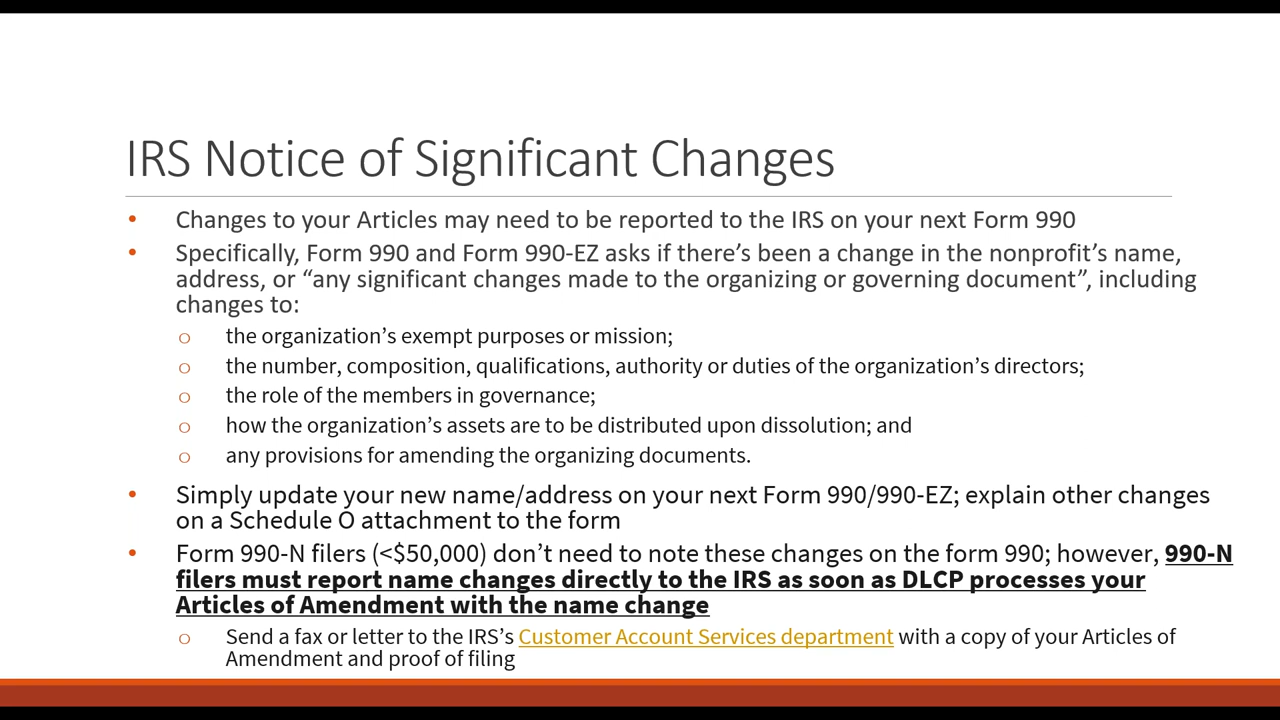 IRS Notice of Significant Changes
• Changes to your Articles may need to be reported to the IRS on your next Form 990
• Specifically, Form 990 and Form 990-EZ asks if there’s been a change in the nonprofit’s name,
address, or “any significant changes made to the organizing or governing document”, including
changes to:
o the organization’s exempt purposes or mission;
o the number, composition, qualifications, authority or duties of the organization’s directors;
o the role of the members in governance;
o how the organization’s assets are to be distributed upon dissolution; and
o any provisions for amending the organizing documents.
• Simply update your new name/address on your next Form 990/990-EZ; explain other changes
on a Schedule O attachment to the form
• Form 990-N filers (<$50,000) don’t need to note these changes on the form 990; however, 990-N
filers must report name changes directly to the IRS as soon as DLCP processes your
Articles of Amendment with the name change
o Send a fax or letter to the IRS’s Customer Account Services department with a copy of your Articles of
Amendment and proof of filing